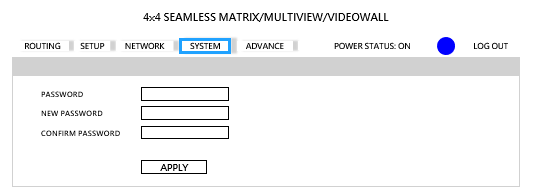 4x4 SEAMLESS MATRIX/MULTIVIEW/VIDEOWALL
ROUTING SETUP NETWORK SYSTEM ADVANCE POWER STATUS: ON LOG OUT
PASSWORD
NEW PASSWORD
CONFIRM PASSWORD
APPLY